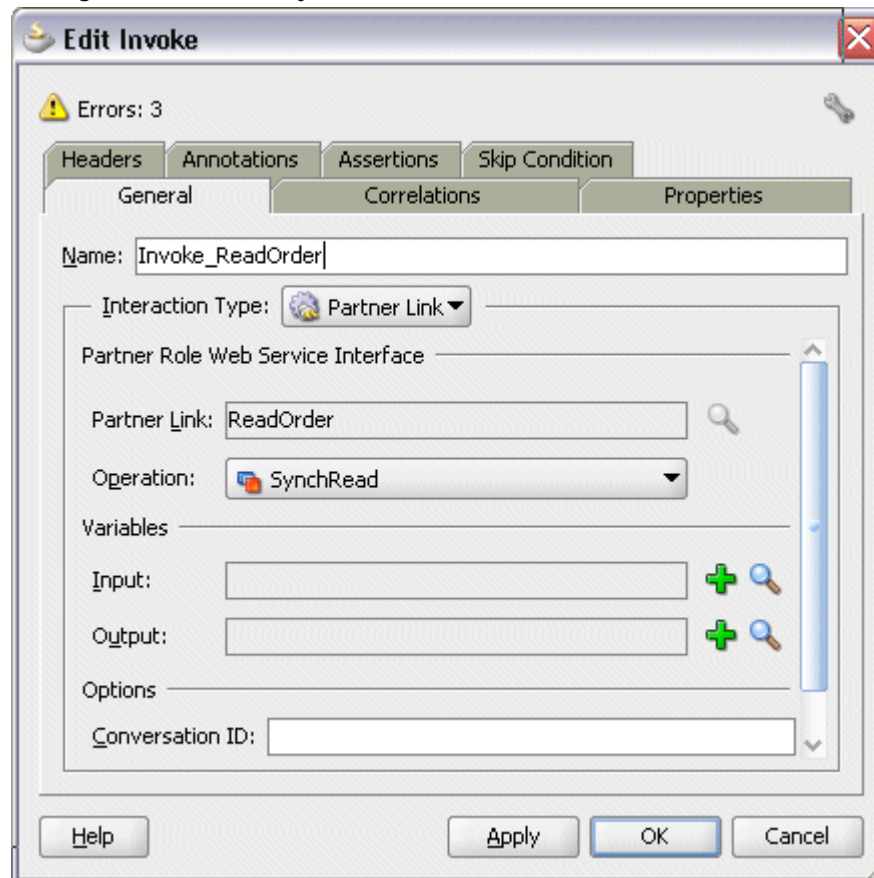 Edit Invoke
Errors: 3
Headers Annotations Assertions Skip Condition
General Correlations Properties
Name: Invoke_ReadOrder
Interaction Type: Partner Link
Partner Role Web Service Interface
Partner Link: ReadOrder
Operation: SynchRead
Variables
Input:
Output:
Options
Conversation ID:
Help Apply OK Cancel